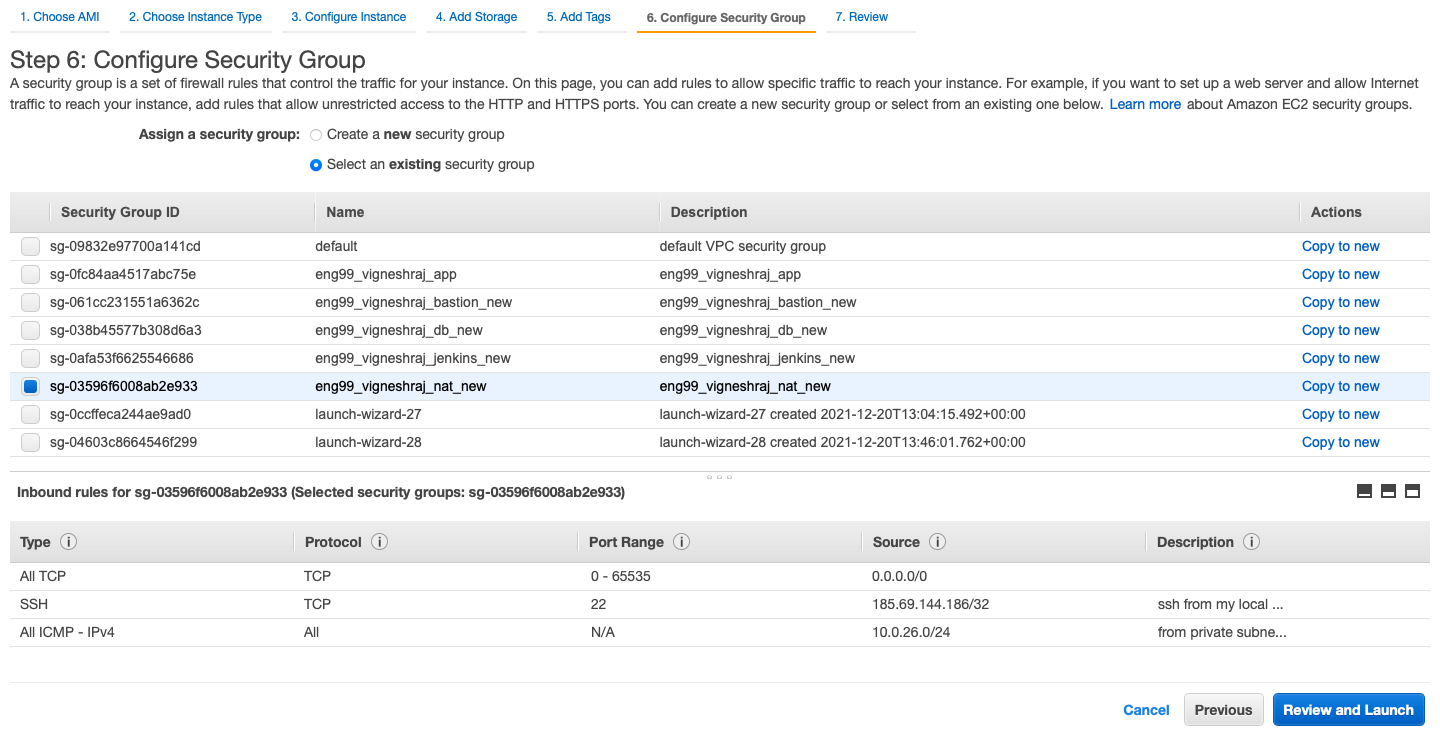 1. Choose AMI 2. Choose Instance Type 3. Configure Instance 4. Add Storage 5. Add Tags 6. Configure Security Group 7. Review
Step 6: Configure Security Group
A security group is a set of firewall rules that control the traffic for your instance. On this page, you can add rules to allow specific traffic to reach your instance. For example, if you want to set up a web server and allow Internet
traffic to reach your instance, add rules that allow unrestricted access to the HTTP and HTTPS ports. You can create a new security group or select from an existing one below. Learn more about Amazon EC2 security groups.
Assign a security group: Create a new security group
Select an existing security group
Security Group ID Name Description Actions
sg-09832e97700a141cd default default VPC security group Copy to new
sg-0fc84aa4517abc75e eng99_vigneshraj_app eng99_vigneshraj_app Copy to new
sg-061cc231551a6362c eng99_vigneshraj_bastion_new eng99_vigneshraj_bastion_new Copy to new
sg-038b45577b308d6a3 eng99_vigneshraj_db_new eng99_vigneshraj_db_new Copy to new
sg-0afa53f6625546686 eng99_vigneshraj_jenkins_new eng99_vigneshraj_jenkins_new Copy to new
sg-03596f6008ab2e933 eng99_vigneshraj_nat_new eng99_vigneshraj_nat_new Copy to new
sg-0ccffeca244ae9ad0 launch-wizard-27 launch-wizard-27 created 2021-12-20T13:04:15.492+00:00 Copy to new
sg-04603c8664546f299 launch-wizard-28 launch-wizard-28 created 2021-12-20T13:46:01.762+00:00 Copy to new
Inbound rules for sg-03596f6008ab2e933 (Selected security groups: sg-03596f6008ab2e933)
Type i Protocol i Port Range i Source i Description i
All TCP TCP 0 - 65535 0.0.0.0/0
SSH TCP 22 185.69.144.186/32 ssh from my local ...
All ICMP - IPv4 All N/A 10.0.26.0/24 from private subne...
Cancel Previous Review and Launch